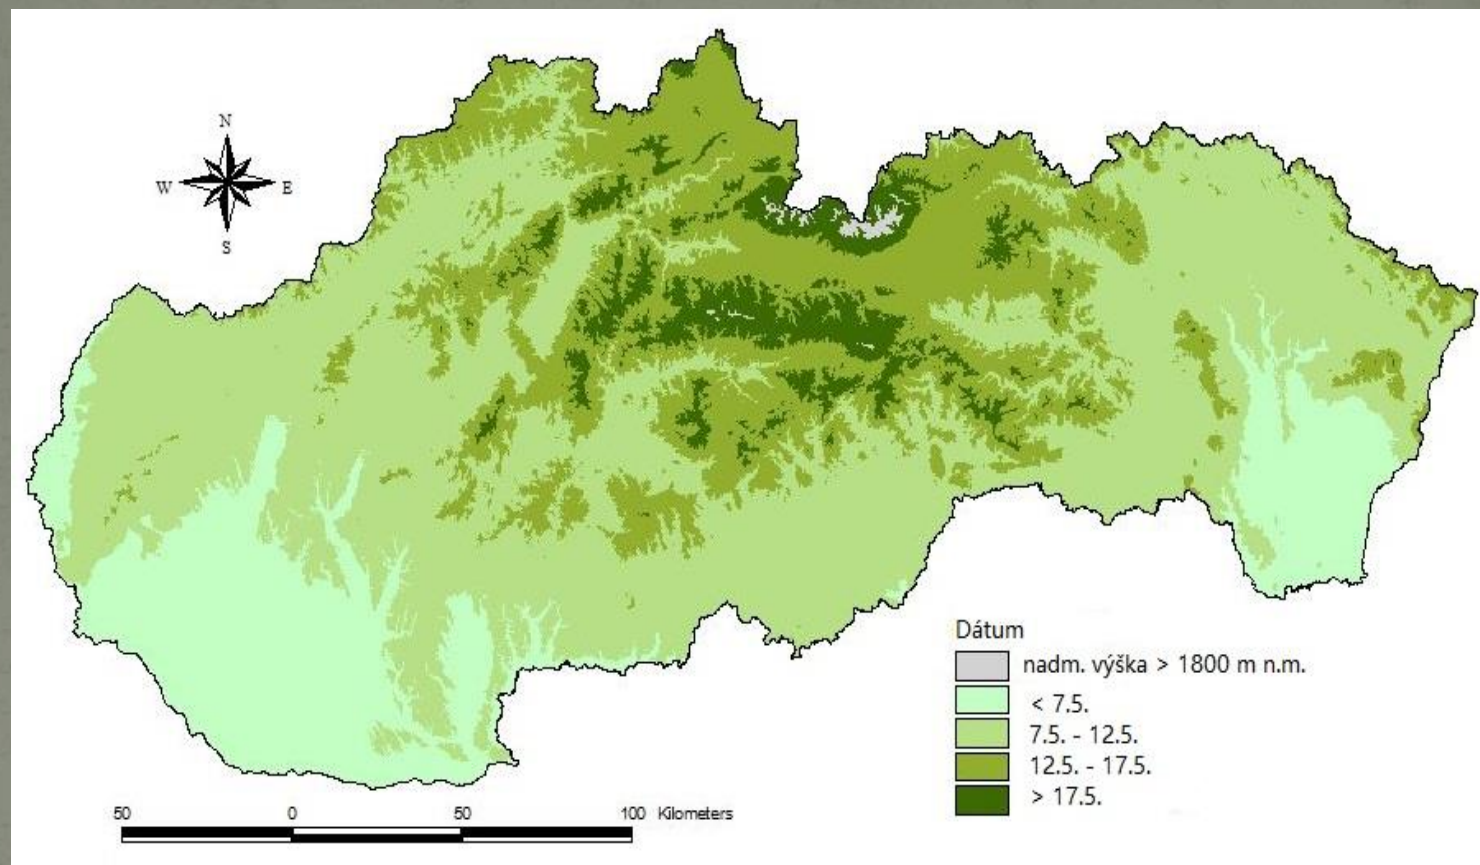 N
W E
S
Dátum
nadm. výška > 1800 m n.m.
< 7.5.
7.5. - 12.5.
12.5. - 17.5.
> 17.5.
50 0 50 100 Kilometers